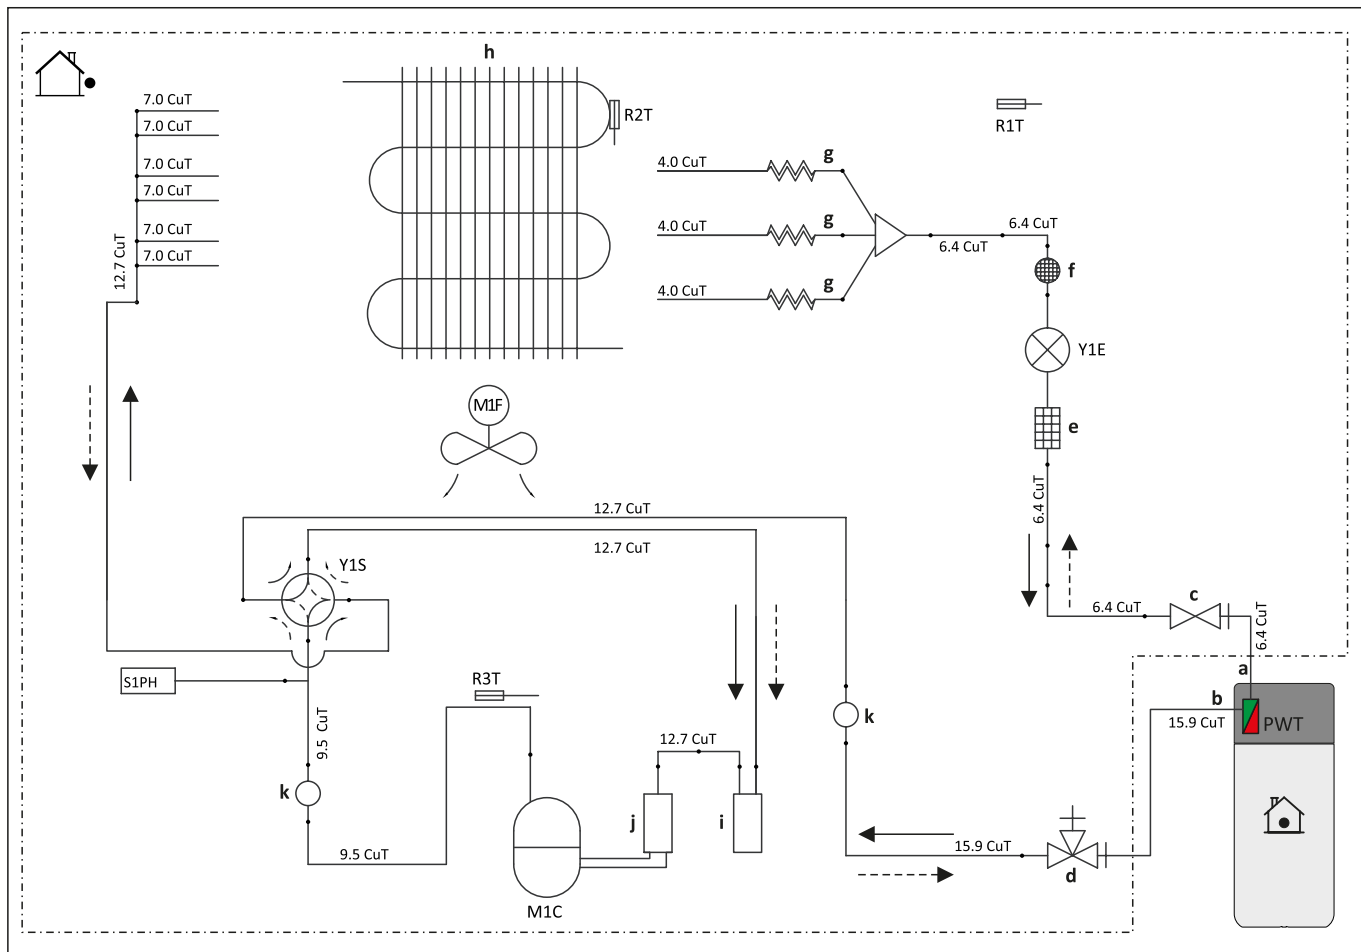 h
7.0 CuT
7.0 CuT
7.0 CuT
7.0 CuT
7.0 CuT
7.0 CuT
12.7 CuT
R2T
R1T
4.0 CuT
g
4.0 CuT
g
4.0 CuT
g
6.4 CuT
6.4 CuT
f
Y1E
e
6.4 CuT
M1F
12.7 CuT
12.7 CuT
Y1S
c
6.4 CuT
6.4 CuT
a
b
15.9 CuT
PWT
S1PH
R3T
9.5 CuT
k
k
12.7 CuT
j
i
9.5 CuT
15.9 CuT
d
M1C